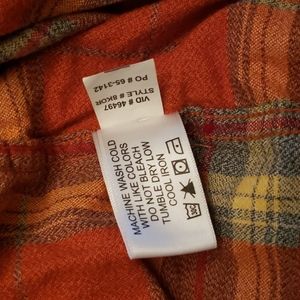 VID # 46497
STYLE # 8KOR
PO # 65-3142
MACHINE WASH COLD
WITH LIKE COLORS
DO NOT BLEACH
TUMBLE DRY LOW
COOL IRON